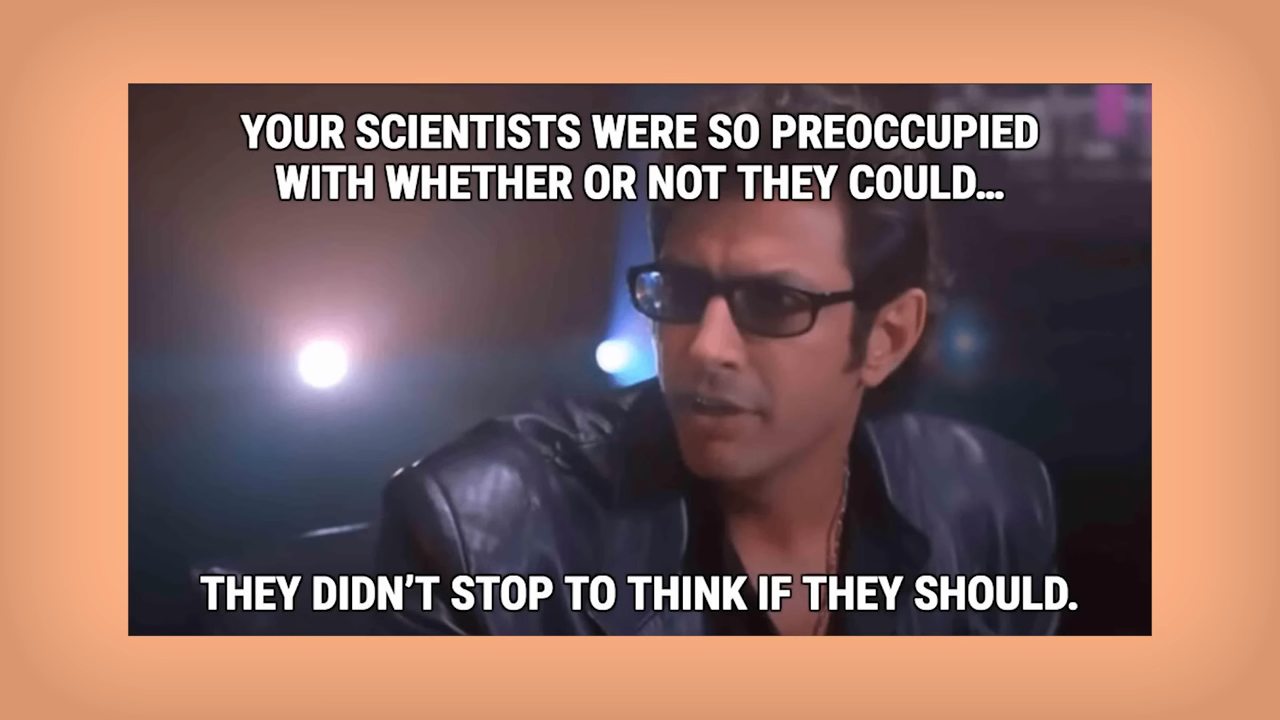 YOUR SCIENTISTS WERE SO PREOCCUPIED
WITH WHETHER OR NOT THEY COULD...
THEY DIDN'T STOP TO THINK IF THEY SHOULD.